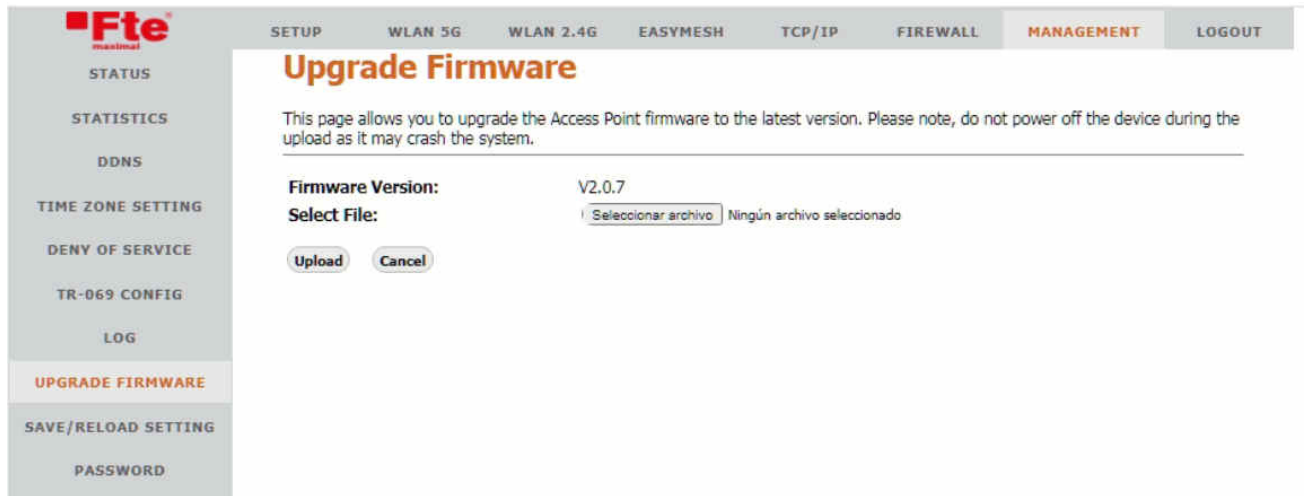 Fte
maximal
SETUP WLAN 5G WLAN 2.4G EASYMESH TCP/IP FIREWALL MANAGEMENT LOGOUT
STATUS
STATISTICS
DDNS
TIME ZONE SETTING
DENY OF SERVICE
TR-069 CONFIG
LOG
UPGRADE FIRMWARE
SAVE/RELOAD SETTING
PASSWORD
Upgrade Firmware
This page allows you to upgrade the Access Point firmware to the latest version. Please note, do not power off the device during the
upload as it may crash the system.
Firmware Version: V2.0.7
Select File: Seleccionar archivo Ningún archivo seleccionado
Upload Cancel